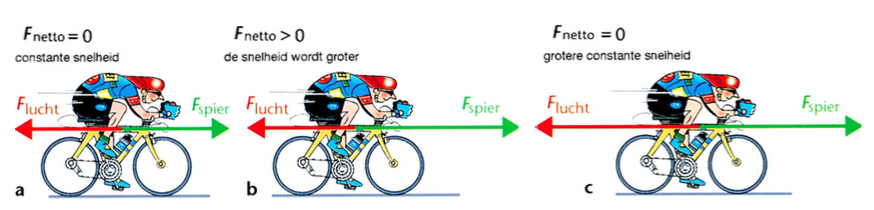 Fnetto = 0
constante snelheid
Flucht
Fspier
a
Fnetto > 0
de snelheid wordt groter
Flucht
Fspier
b
Fnetto = 0
grotere constante snelheid
Flucht
Fspier
c